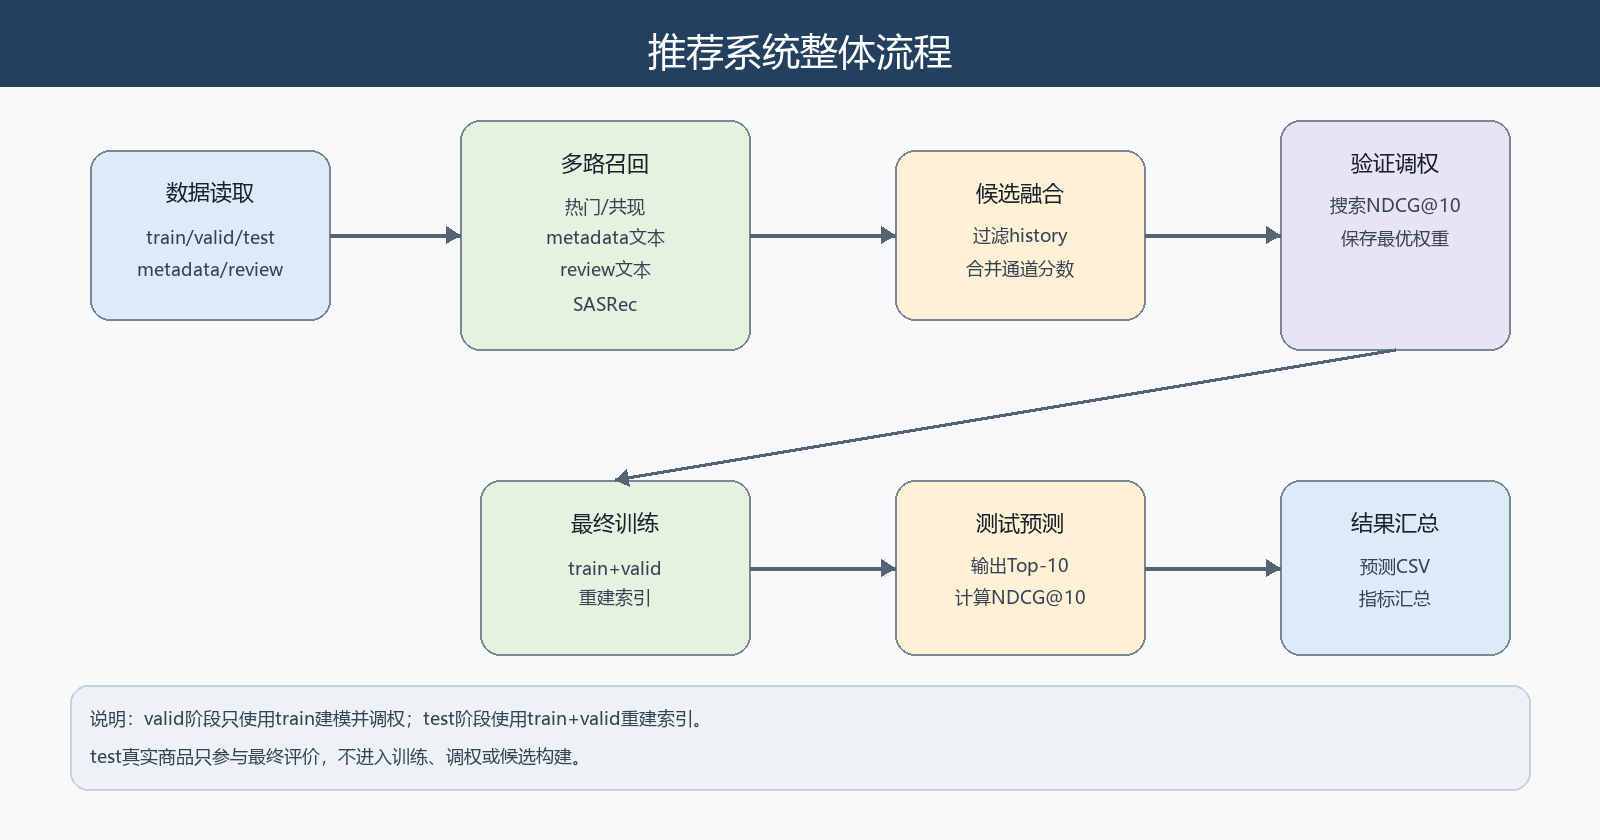 推荐系统整体流程
数据读取
train/valid/test
metadata/review
多路召回
热门/共现
metadata文本
review文本
SASRec
候选融合
过滤history
合并通道分数
验证调权
搜索NDCG@10
保存最优权重
最终训练
train+valid
重建索引
测试预测
输出Top-10
计算NDCG@10
结果汇总
预测CSV
指标汇总
说明：valid阶段只使用train建模并调权；test阶段使用train+valid重建索引。
test真实商品只参与最终评价，不进入训练、调权或候选构建。